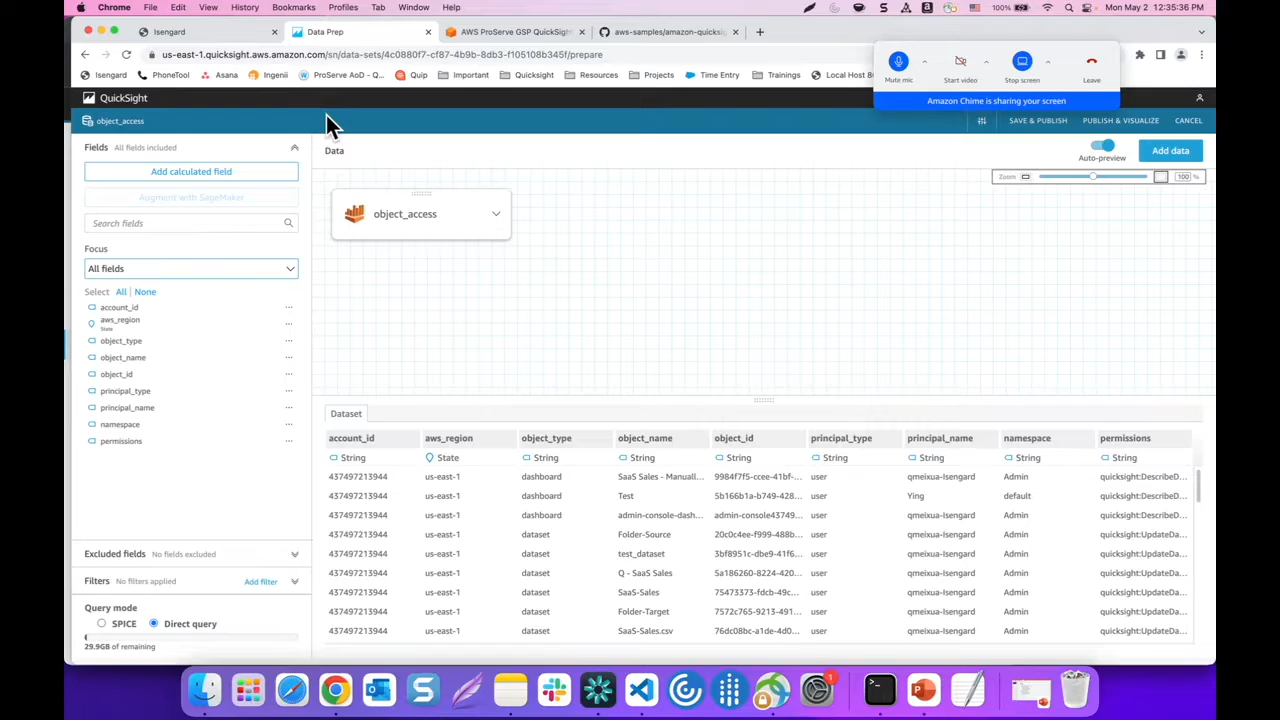 Chrome File Edit View History Bookmarks Profiles Tab Window Help
100% Mon May 2 12:35:36 PM
Isengard
Data Prep
AWS ProServe GSP QuickSight
aws-samples/amazon-quicksig
us-east-1.quicksight.aws.amazon.com/sn/data-sets/4c0880f7-cf87-4b9b-8db3-f105108b345f/prepare
Isengard PhoneTool Asana Ingenii ProServe AoD - Q... Quip Important Quicksight Resources Projects Time Entry Trainings Local Host 8
Mute mic Start video Stop screen Leave
Amazon Chime is sharing your screen
QuickSight
object_access
SAVE & PUBLISH PUBLISH & VISUALIZE CANCEL
Fields All fields included
Add calculated field
Augment with SageMaker
Search fields
Focus
All fields
Select All None
account_id
aws_region
State
object_type
object_name
object_id
principal_type
principal_name
namespace
permissions
Excluded fields No fields excluded
Filters No filters applied Add filter
Query mode
SPICE Direct query
29.9GB of remaining
Data
Auto-preview
Add data
Zoom 100 %
object_access
Dataset
account_id aws_region object_type object_name object_id principal_type principal_name namespace permissions
String State String String String String String String String
437497213944 us-east-1 dashboard SaaS Sales - Manuall... 9984f7f5-ccee-41bf-... user qmeixua-Isengard Admin quicksight:DescribeD...
437497213944 us-east-1 dashboard Test 5b166b1a-b749-428... user Ying default quicksight:DescribeD...
437497213944 us-east-1 dashboard admin-console-dash... admin-console43749... user qmeixua-Isengard Admin quicksight:DescribeD...
437497213944 us-east-1 dataset Folder-Source 20c0c4ee-f999-488b... user qmeixua-Isengard Admin quicksight:UpdateDa...
437497213944 us-east-1 dataset test_dataset 3bf8951c-dbe9-41f6... user qmeixua-Isengard Admin quicksight:UpdateDa...
437497213944 us-east-1 dataset Q - SaaS Sales 5a186260-8224-420... user qmeixua-Isengard Admin quicksight:UpdateDa...
437497213944 us-east-1 dataset SaaS-Sales 75473373-fdcb-49c... user qmeixua-Isengard Admin quicksight:UpdateDa...
437497213944 us-east-1 dataset Folder-Target 7572c765-9213-491... user qmeixua-Isengard Admin quicksight:UpdateDa...
437497213944 us-east-1 dataset SaaS-Sales.csv 76dc08bc-a1de-4d0... user qmeixua-Isengard Admin quicksight:UpdateDa...